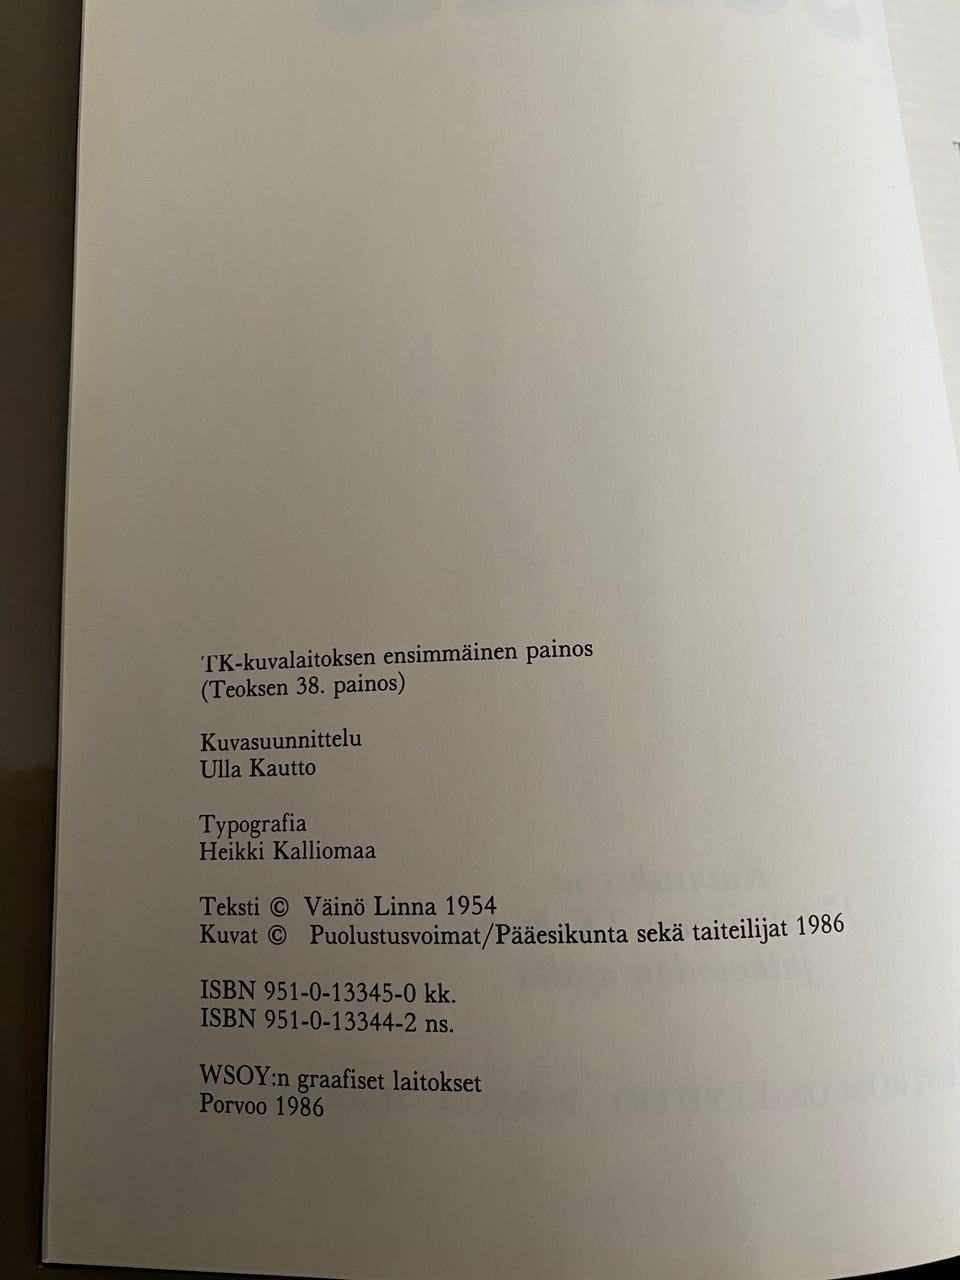 TK-kuvalaitoksen ensimmäinen painos
(Teoksen 38. painos)
Kuvasuunnittelu
Ulla Kautto
Typografia
Heikki Kalliomaa
Teksti © Väinö Linna 1954
Kuvat © Puolustusvoimat/Pääesikunta sekä taiteilijat 1986
ISBN 951-0-13345-0 kk.
ISBN 951-0-13344-2 ns.
WSOY:n graafiset laitokset
Porvoo 1986